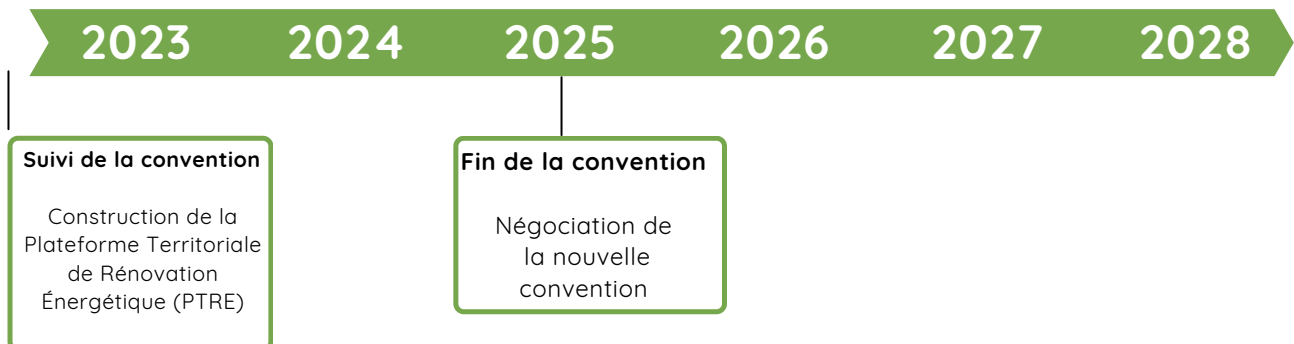 2023 2024 2025 2026 2027 2028
Suivi de la convention
Construction de la
Plateforme Territoriale
de Rénovation
Énergétique (PTRE)
Fin de la convention
Négociation de
la nouvelle
convention